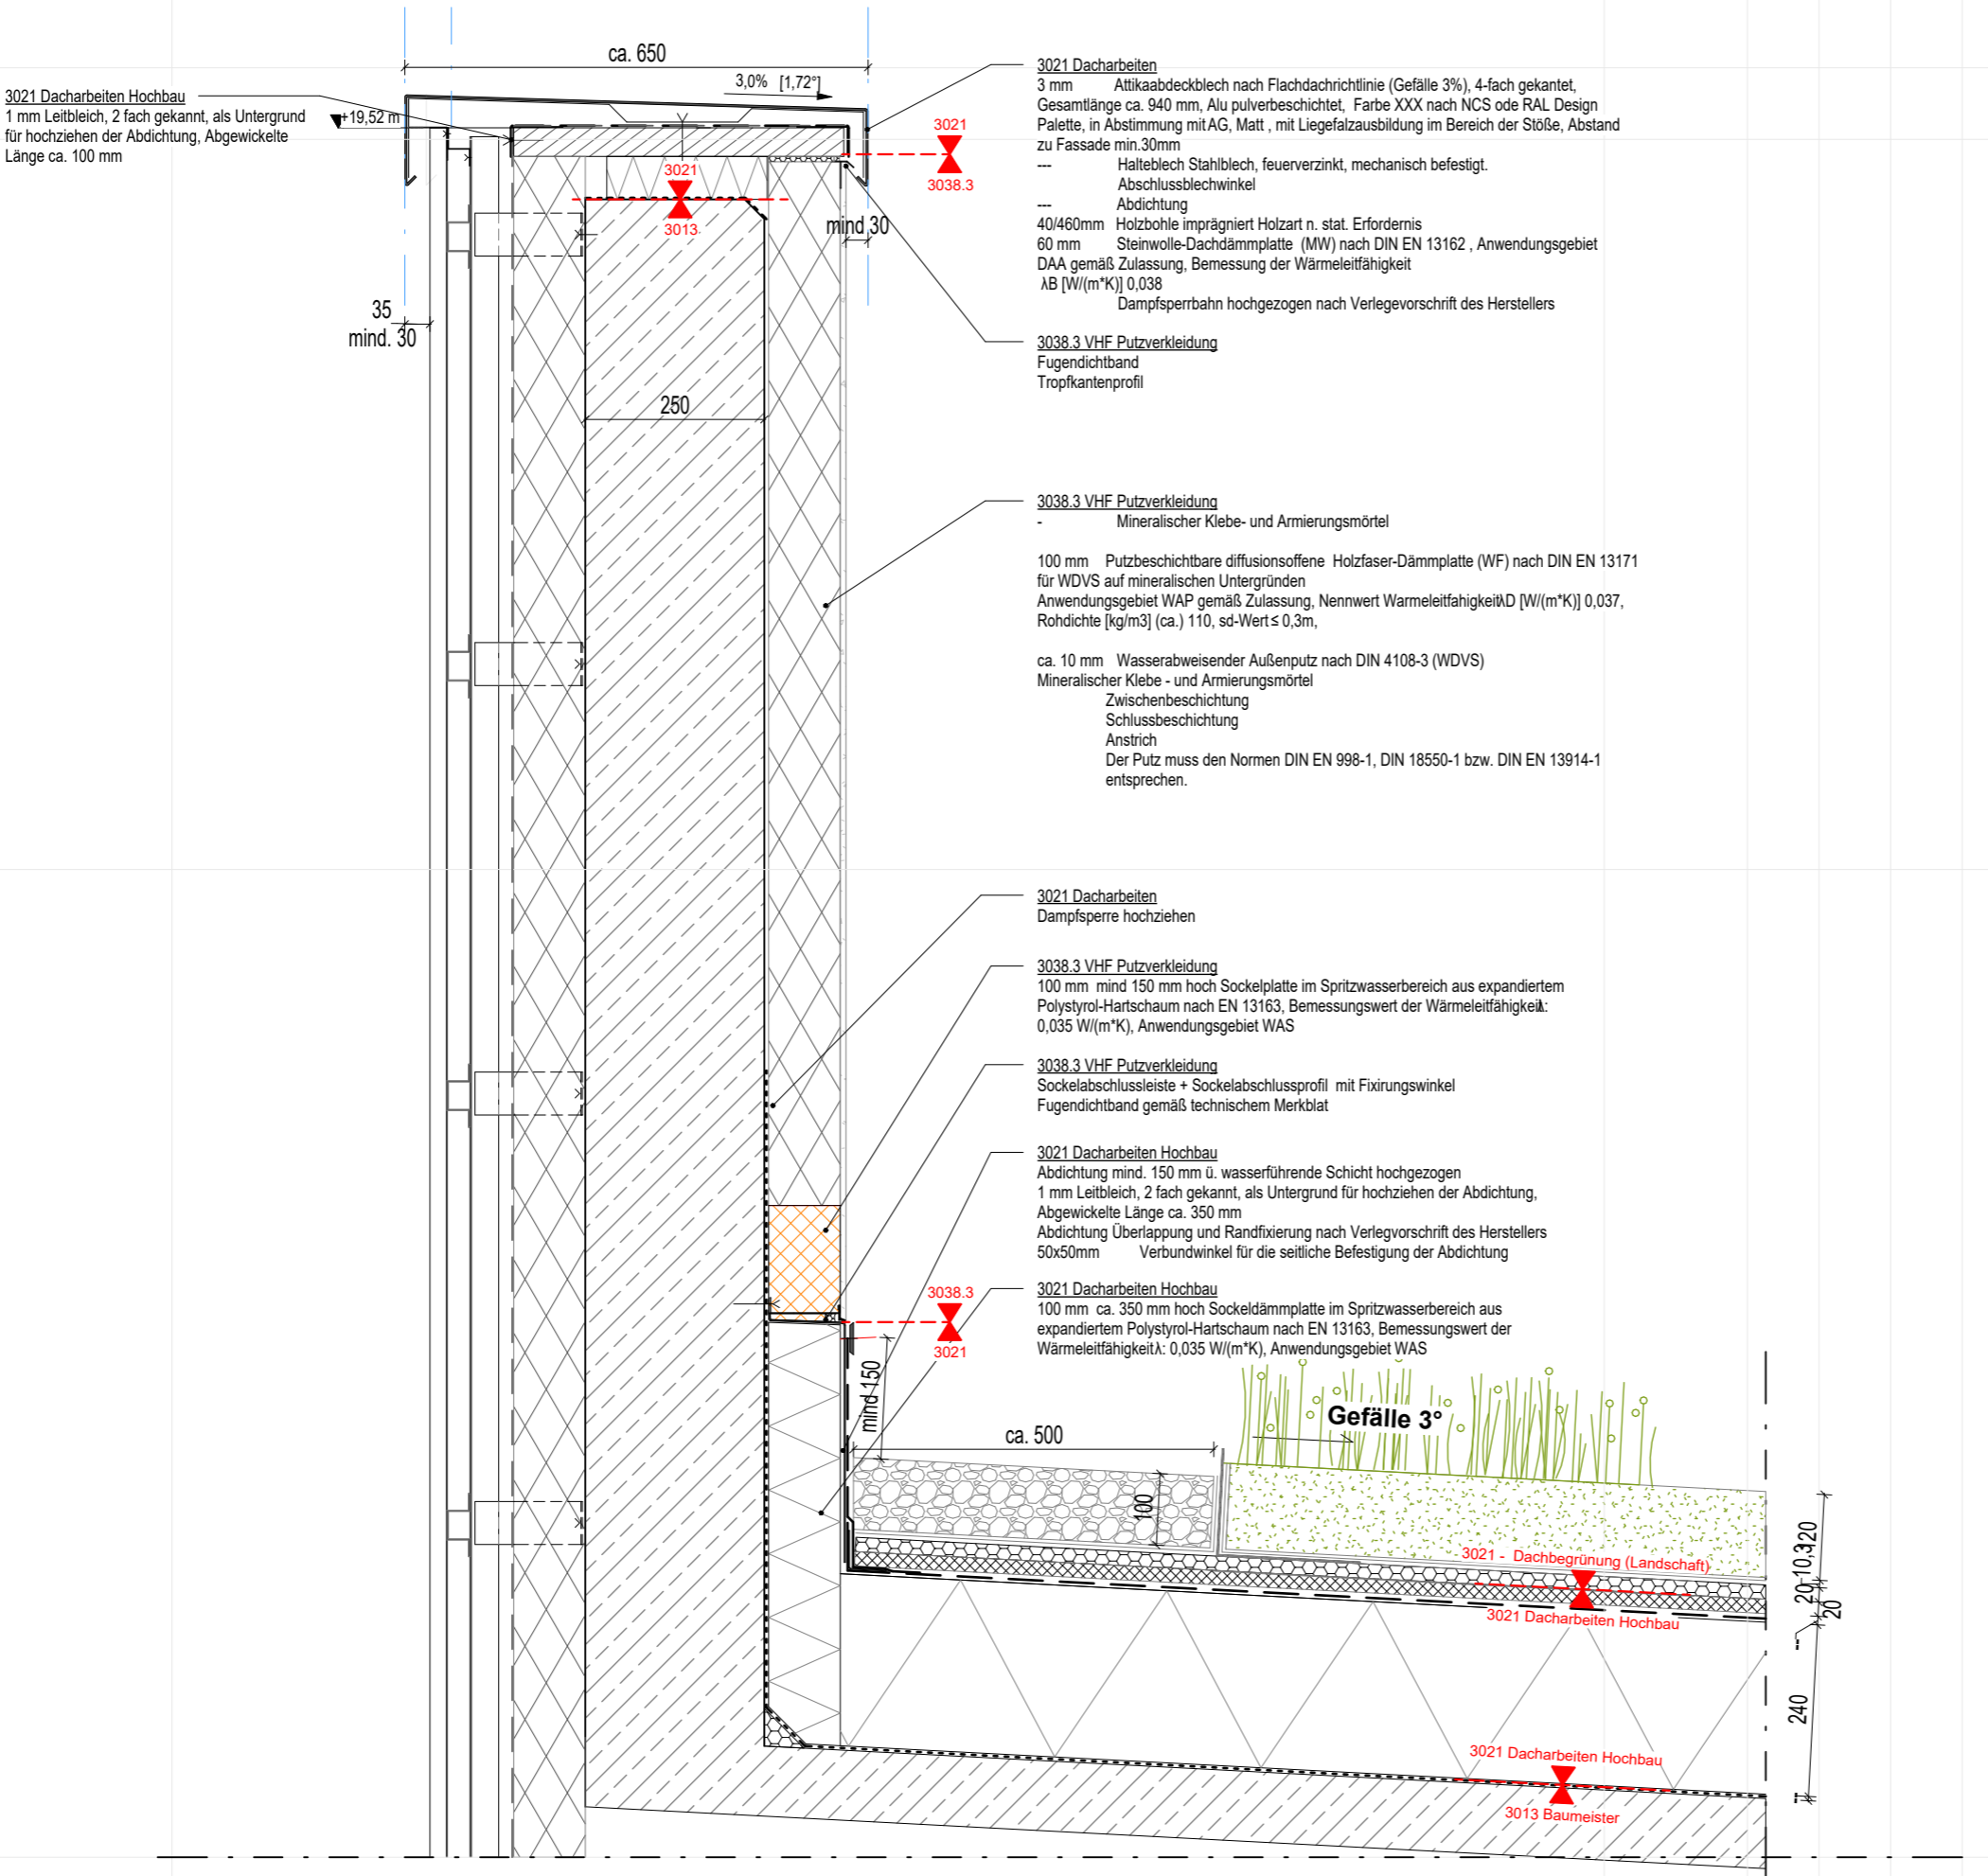 ca. 650
3,0% [1,72°]
3021 Dacharbeiten Hochbau
1 mm Leitbleich, 2 fach gekannt, als Untergrund
für hochziehen der Abdichtung, Abgewickelte
Länge ca. 100 mm
+19,52 m
3021
3038.3
3021
3013
mind 30
35
mind. 30
250
3021 Dacharbeiten
3 mm Attikaabdeckblech nach Flachdachrichtlinie (Gefälle 3%), 4-fach gekantet,
Gesamtlänge ca. 940 mm, Alu pulverbeschichtet, Farbe XXX nach NCS ode RAL Design
Palette, in Abstimmung mit AG, Matt , mit Liegefalzausbildung im Bereich der Stöße, Abstand
zu Fassade min.30mm
--- Halteblech Stahlblech, feuerverzinkt, mechanisch befestigt.
Abschlussblechwinkel
--- Abdichtung
40/460mm Holzbohle imprägniert Holzart n. stat. Erfordernis
60 mm Steinwolle-Dachdämmplatte (MW) nach DIN EN 13162 , Anwendungsgebiet
DAA gemäß Zulassung, Bemessung der Wärmeleitfähigkeit
λB [W/(m*K)] 0,038
Dampfsperrbahn hochgezogen nach Verlegevorschrift des Herstellers
3038.3 VHF Putzverkleidung
Fugendichtband
Tropfkantenprofil
3038.3 VHF Putzverkleidung
- Mineralischer Klebe- und Armierungsmörtel
100 mm Putzbeschichtbare diffusionsoffene Holzfaser-Dämmplatte (WF) nach DIN EN 13171
für WDVS auf mineralischen Untergründen
Anwendungsgebiet WAP gemäß Zulassung, Nennwert Warmeleitfahigkeit λD [W/(m*K)] 0,037,
Rohdichte [kg/m3] (ca.) 110, sd-Wert ≤ 0,3m,
ca. 10 mm Wasserabweisender Außenputz nach DIN 4108-3 (WDVS)
Mineralischer Klebe - und Armierungsmörtel
Zwischenbeschichtung
Schlussbeschichtung
Anstrich
Der Putz muss den Normen DIN EN 998-1, DIN 18550-1 bzw. DIN EN 13914-1
entsprechen.
3021 Dacharbeiten
Dampfsperre hochziehen
3038.3 VHF Putzverkleidung
100 mm mind 150 mm hoch Sockelplatte im Spritzwasserbereich aus expandiertem
Polystyrol-Hartschaum nach EN 13163, Bemessungswert der Wärmeleitfähigkeit λ:
0,035 W/(m*K), Anwendungsgebiet WAS
3038.3 VHF Putzverkleidung
Sockelabschlussleiste + Sockelabschlussprofil mit Fixirungswinkel
Fugendichtband gemäß technischem Merkblat
3021 Dacharbeiten Hochbau
Abdichtung mind. 150 mm ü. wasserführende Schicht hochgezogen
1 mm Leitbleich, 2 fach gekannt, als Untergrund für hochziehen der Abdichtung,
Abgewickelte Länge ca. 350 mm
Abdichtung Überlappung und Randfixierung nach Verlegvorschrift des Herstellers
50x50mm Verbundwinkel für die seitliche Befestigung der Abdichtung
3021 Dacharbeiten Hochbau
100 mm ca. 350 mm hoch Sockeldämmplatte im Spritzwasserbereich aus
expandiertem Polystyrol-Hartschaum nach EN 13163, Bemessungswert der
Wärmeleitfähigkeit λ: 0,035 W/(m*K), Anwendungsgebiet WAS
3038.3
3021
mind 150
ca. 500
Gefälle 3°
100
3021 - Dachbegrünung (Landschaft)
3021 Dacharbeiten Hochbau
20
20
--
240
--
3021 Dacharbeiten Hochbau
3013 Baumeister